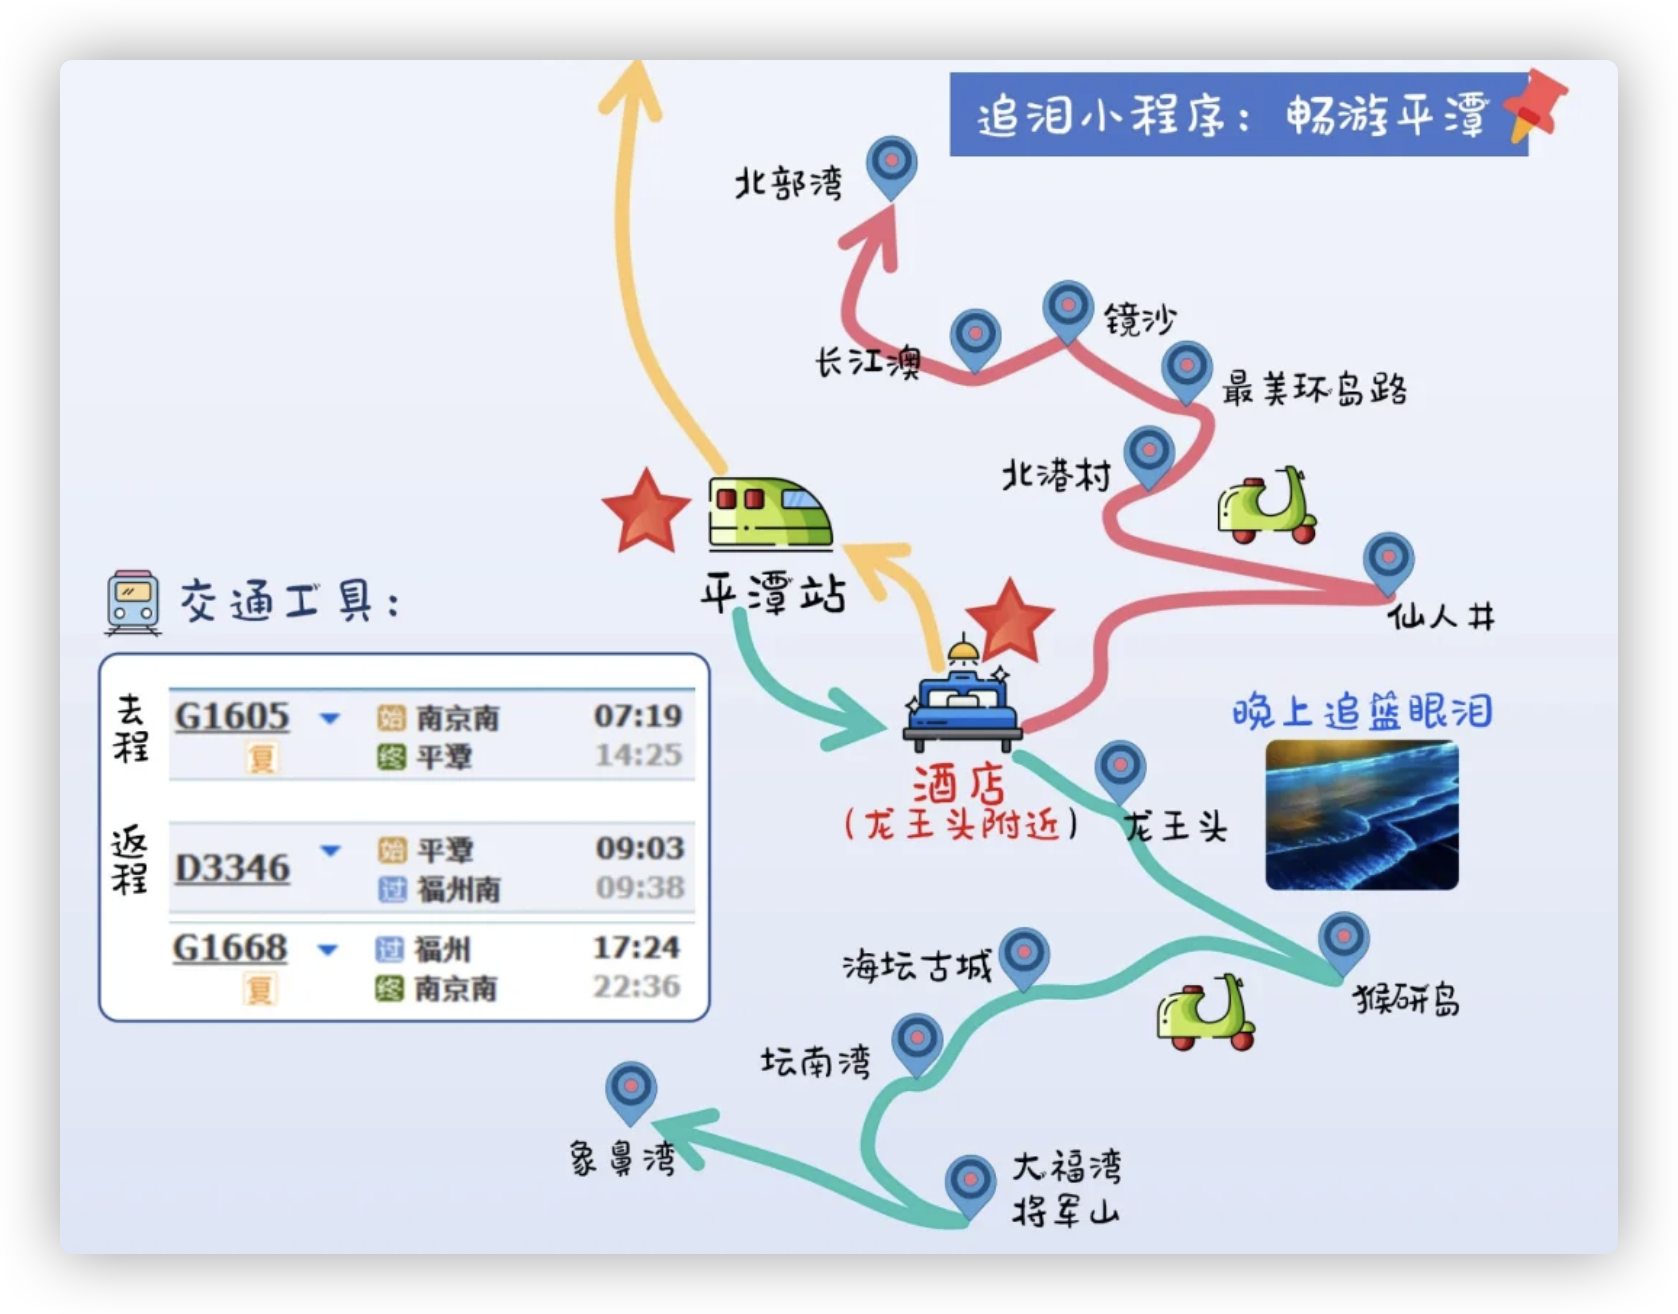 追泪小程序：畅游平潭
北部湾
镜沙
长江澳
最美环岛路
北港村
仙人井
平潭站
交通工具：
酒店
（龙王头附近）
龙王头
晚上追蓝眼泪
去程
G1605 始 南京南 07:19
复 终 平潭 14:25
返程
D3346 始 平潭 09:03
过 福州南 09:38
G1668 过 福州 17:24
复 终 南京南 22:36
海坛古城
猴研岛
坛南湾
象鼻湾
大福湾
将军山